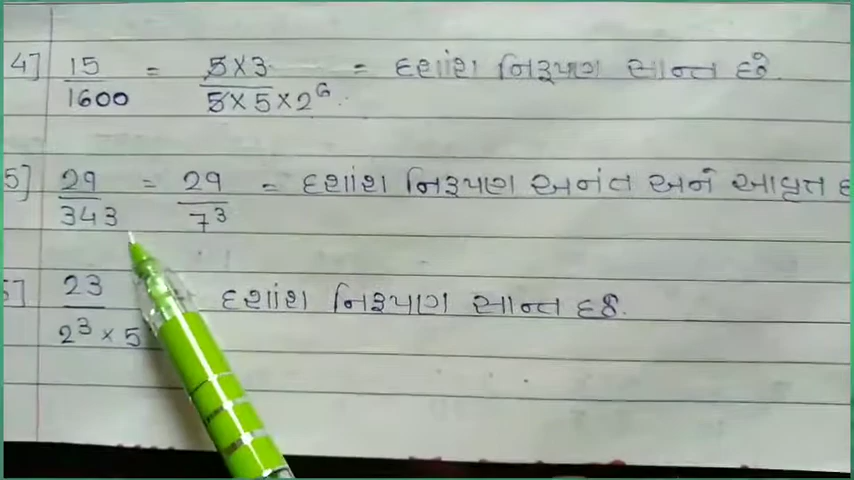 4] 15/1600 = 5×3/5×5×2⁶ = દશાંશ નિરૂપણ સાન્ત દશે.
5] 29/343 = 29/7³ = દશાંશ નિરૂપણ અનંત અને આવૃત
23/2³×5 દશાંશ નિરૂપણ સાન્ત